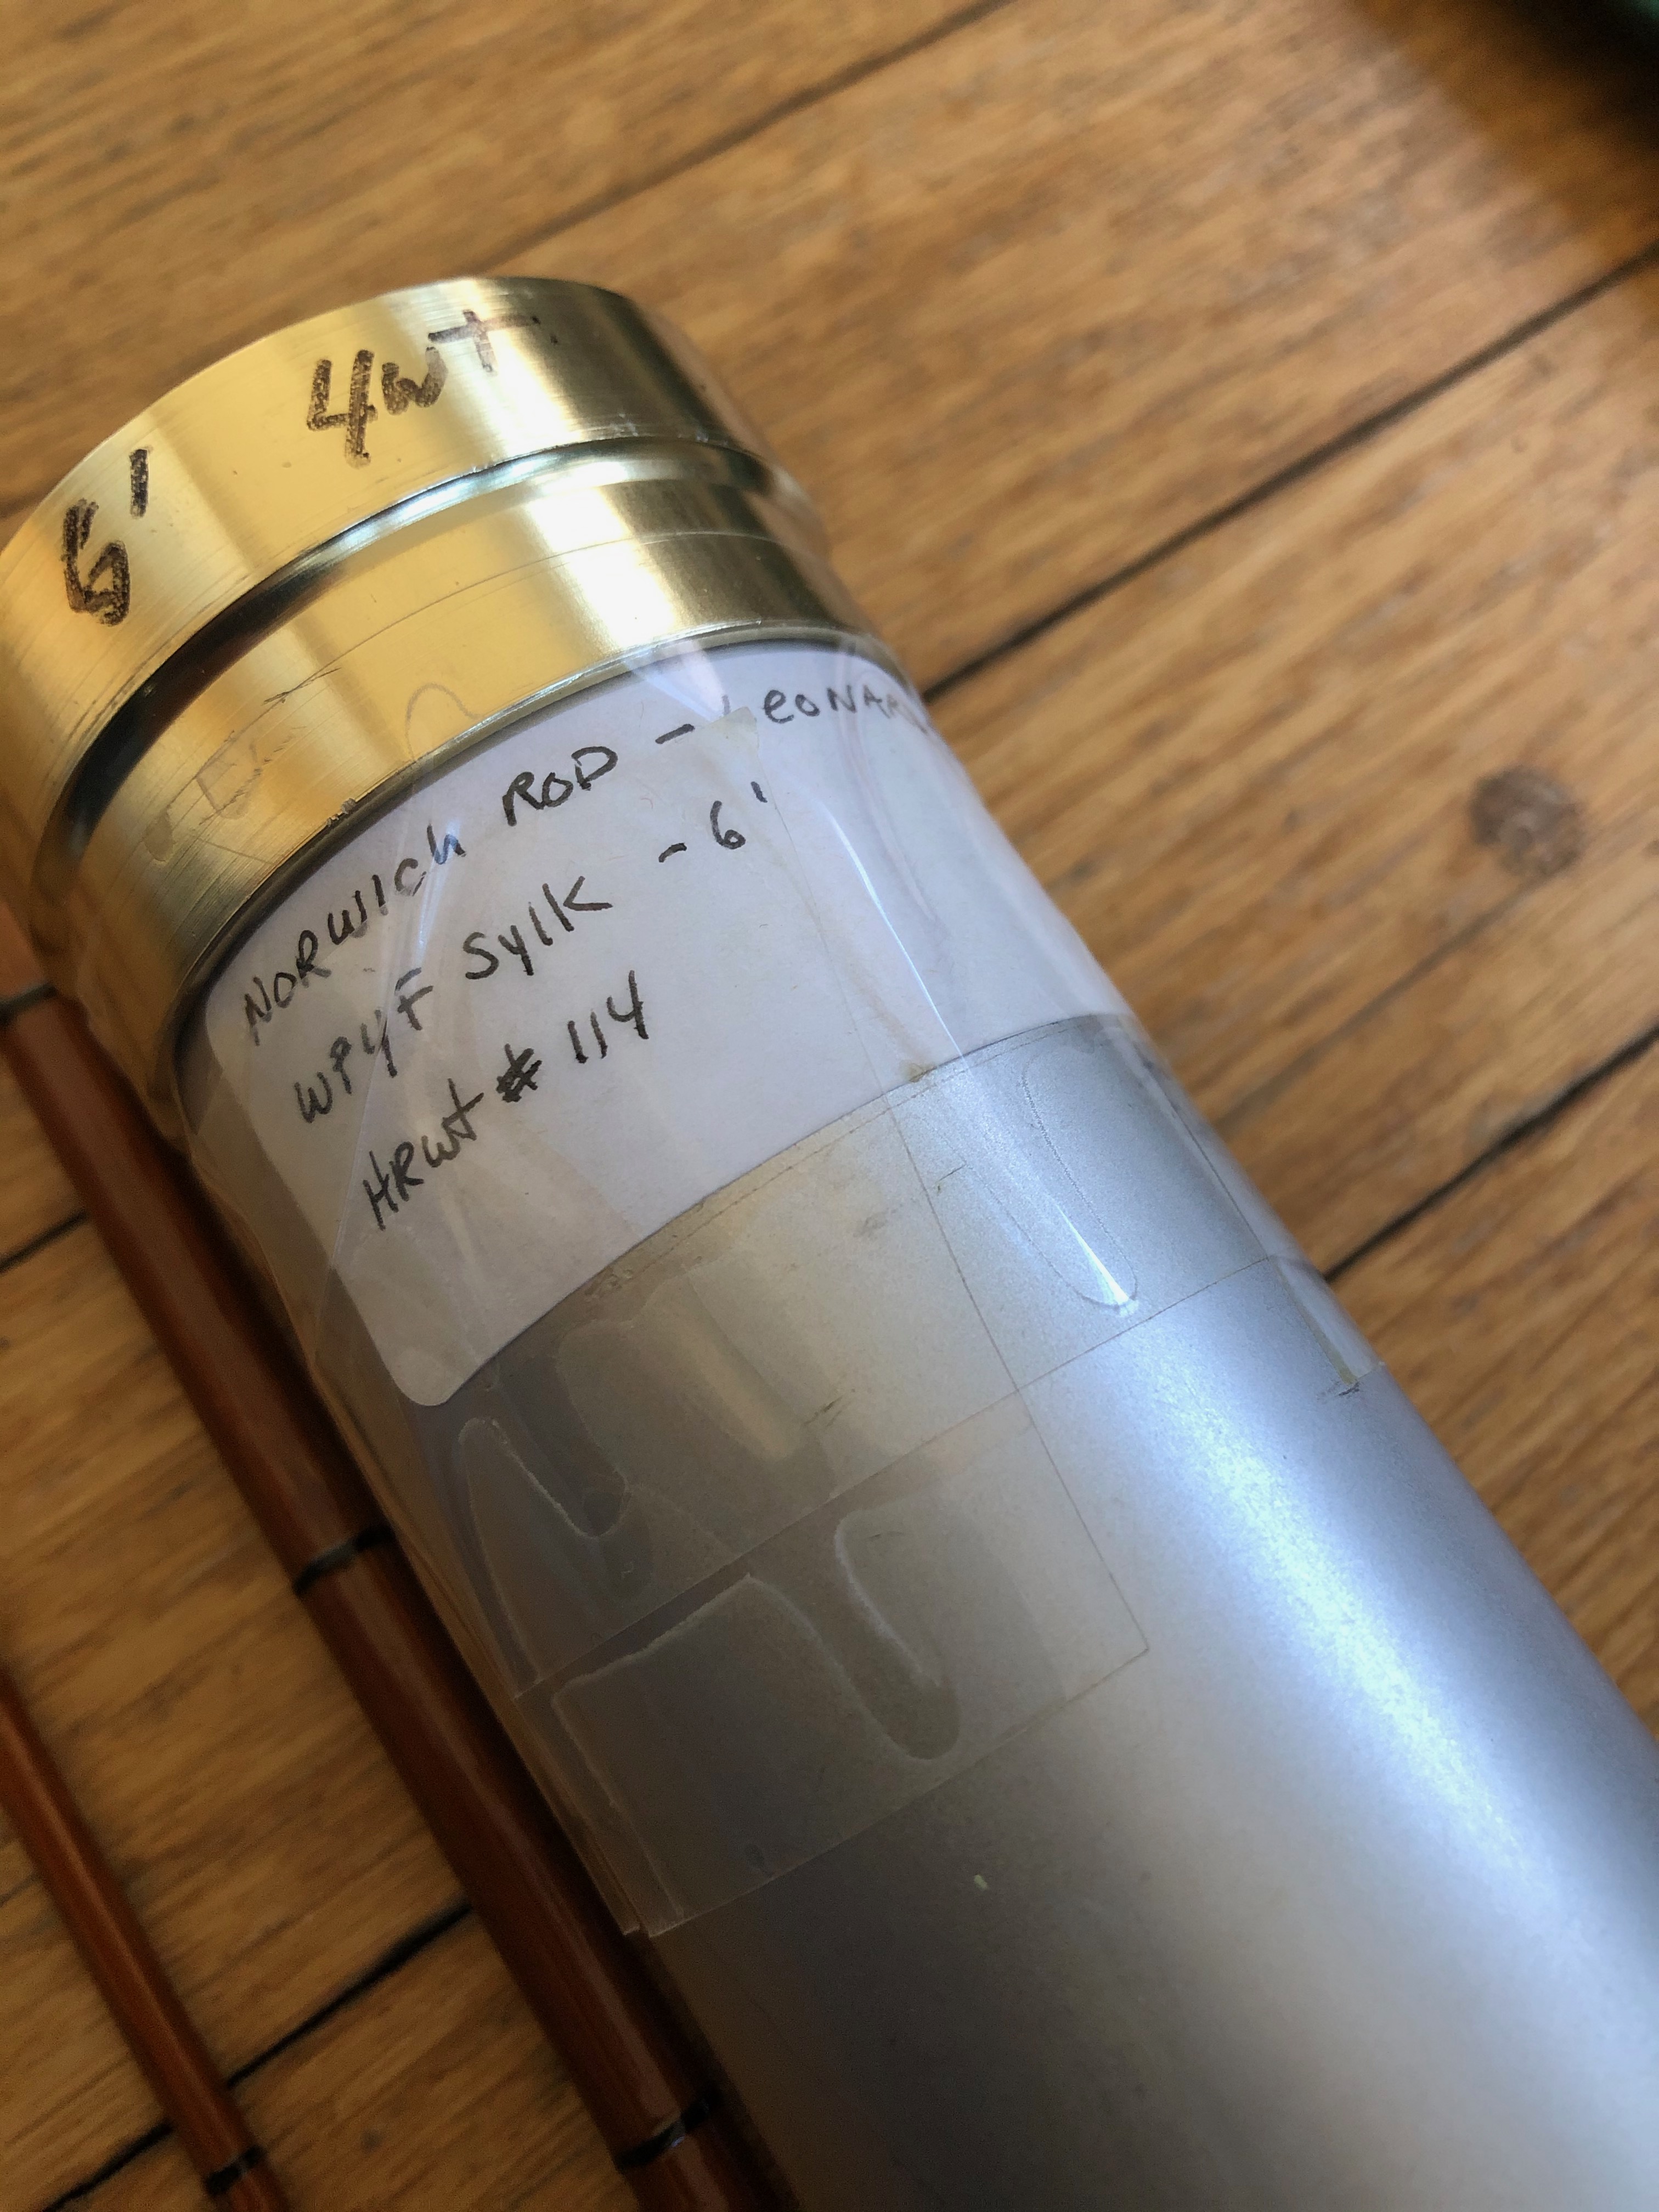 6' 4wt
NORWICH ROD - LeONAR
WP4F Sylk - 6'
HRWt # 114